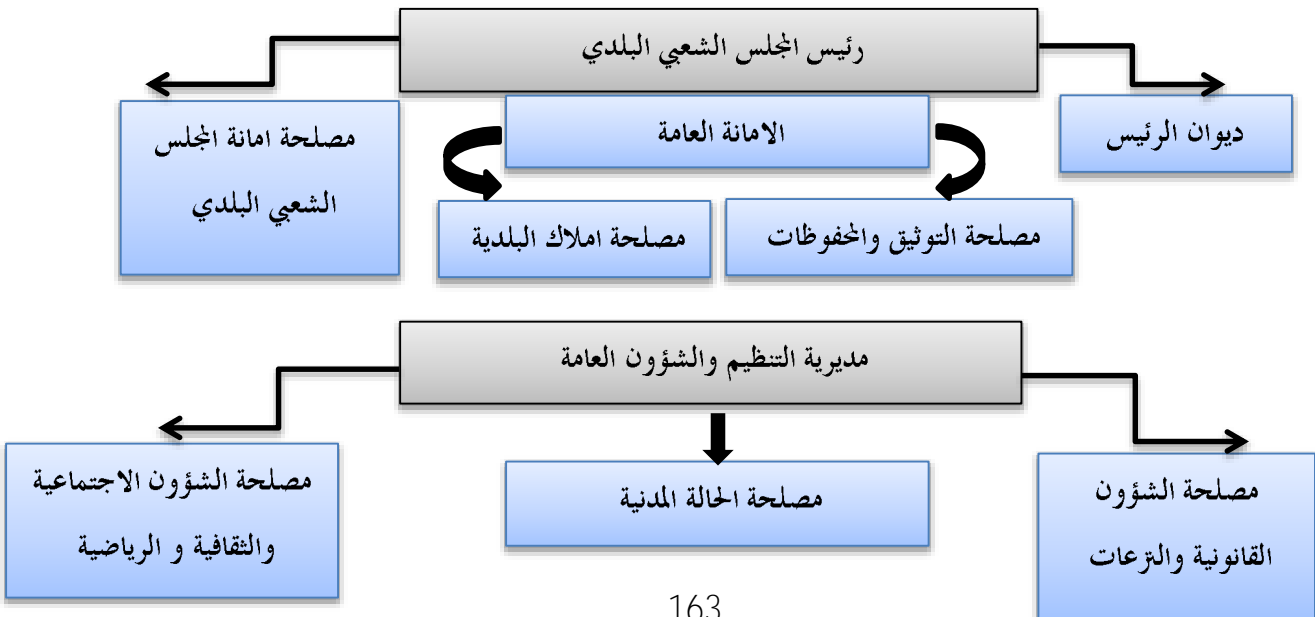 رئيس المجلس الشعبي البلدي
ديوان الرئيس
الامانة العامة
مصلحة امانة المجلس
الشعبي البلدي
مصلحة التوثيق والمحفوظات
مصلحة املاك البلدية
مديرية التنظيم والشؤون العامة
مصلحة الشؤون
القانونية والترعات
مصلحة الحالة المدنية
مصلحة الشؤون الاجتماعية
والثقافية و الرياضية
163